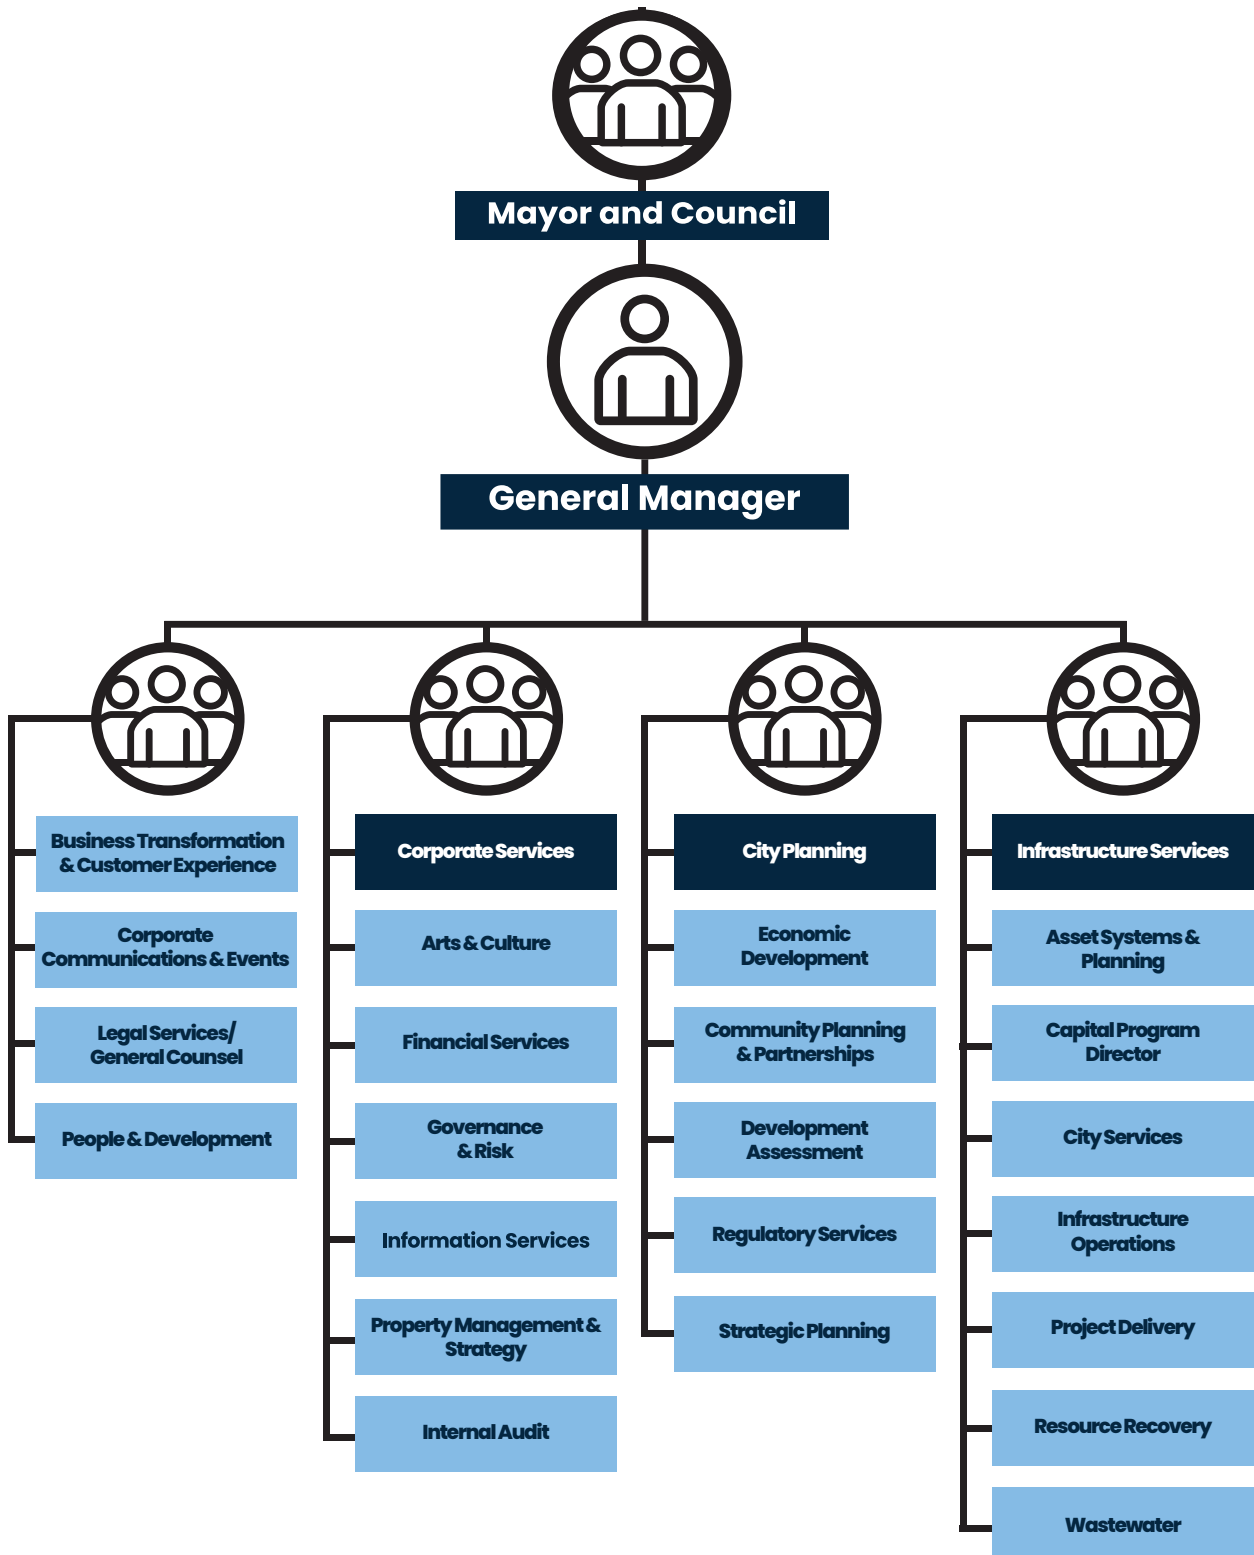 Mayor and Council
General Manager
Business Transformation
& Customer Experience
Corporate
Communications & Events
Legal Services/
General Counsel
People & Development
Corporate Services
Arts & Culture
Financial Services
Governance
& Risk
Information Services
Property Management &
Strategy
Internal Audit
City Planning
Economic
Development
Community Planning
& Partnerships
Development
Assessment
Regulatory Services
Strategic Planning
Infrastructure Services
Asset Systems &
Planning
Capital Program
Director
City Services
Infrastructure
Operations
Project Delivery
Resource Recovery
Wastewater